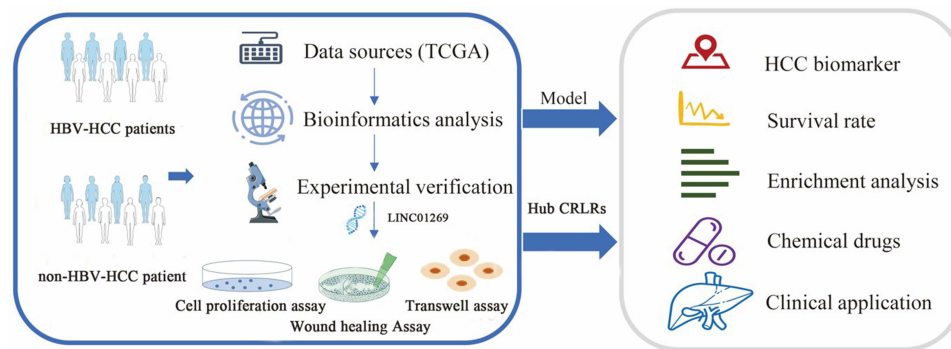 HBV-HCC patients
non-HBV-HCC patient
Data sources (TCGA)
Bioinformatics analysis
Experimental verification
LINC01269
Cell proliferation assay
Wound healing Assay
Transwell assay
Model
Hub CRLRs
HCC biomarker
Survival rate
Enrichment analysis
Chemical drugs
Clinical application